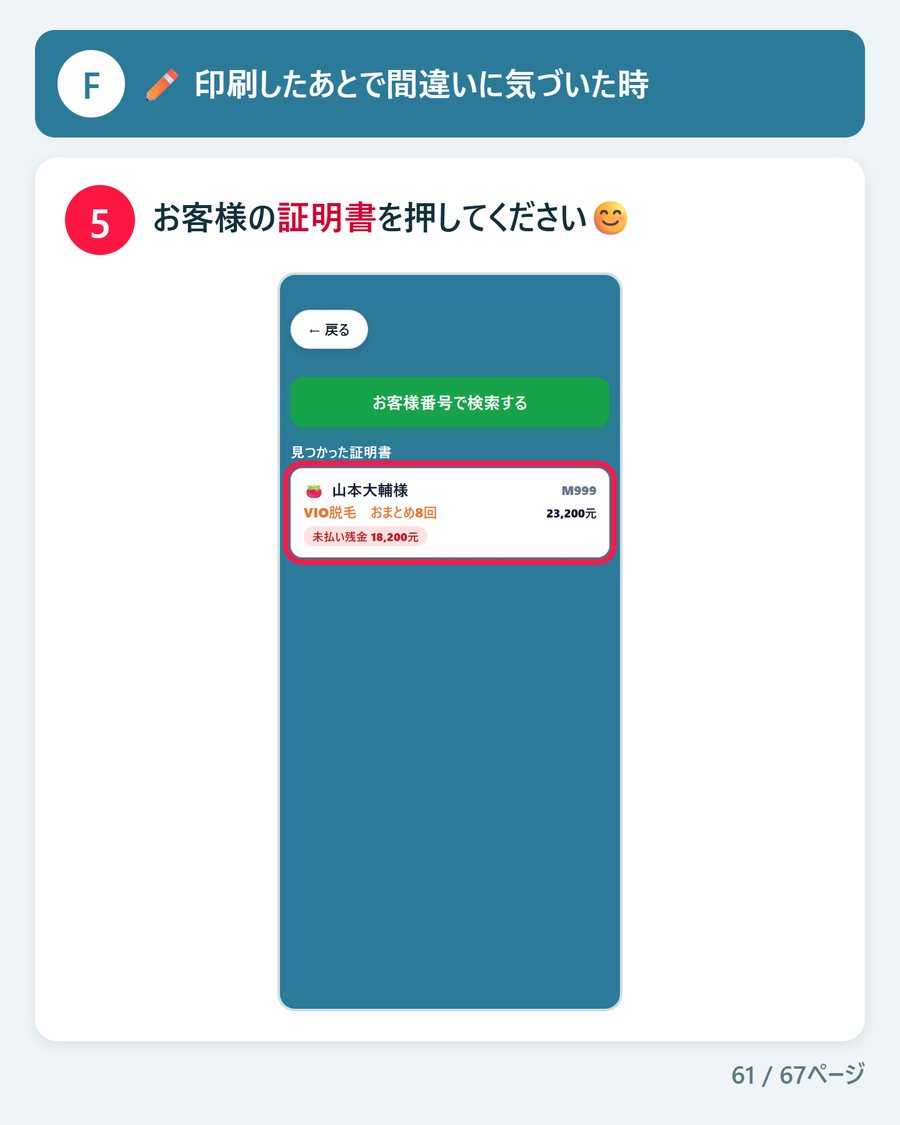 F ✏️ 印刷したあとで間違いに気づいた時
5 お客様の証明書を押してください😊
← 戻る
お客様番号で検索する
見つかった証明書
山本大輔様 M999
VIO脱毛　おまとめ8回 23,200元
未払い残金 18,200元
61 / 67ページ